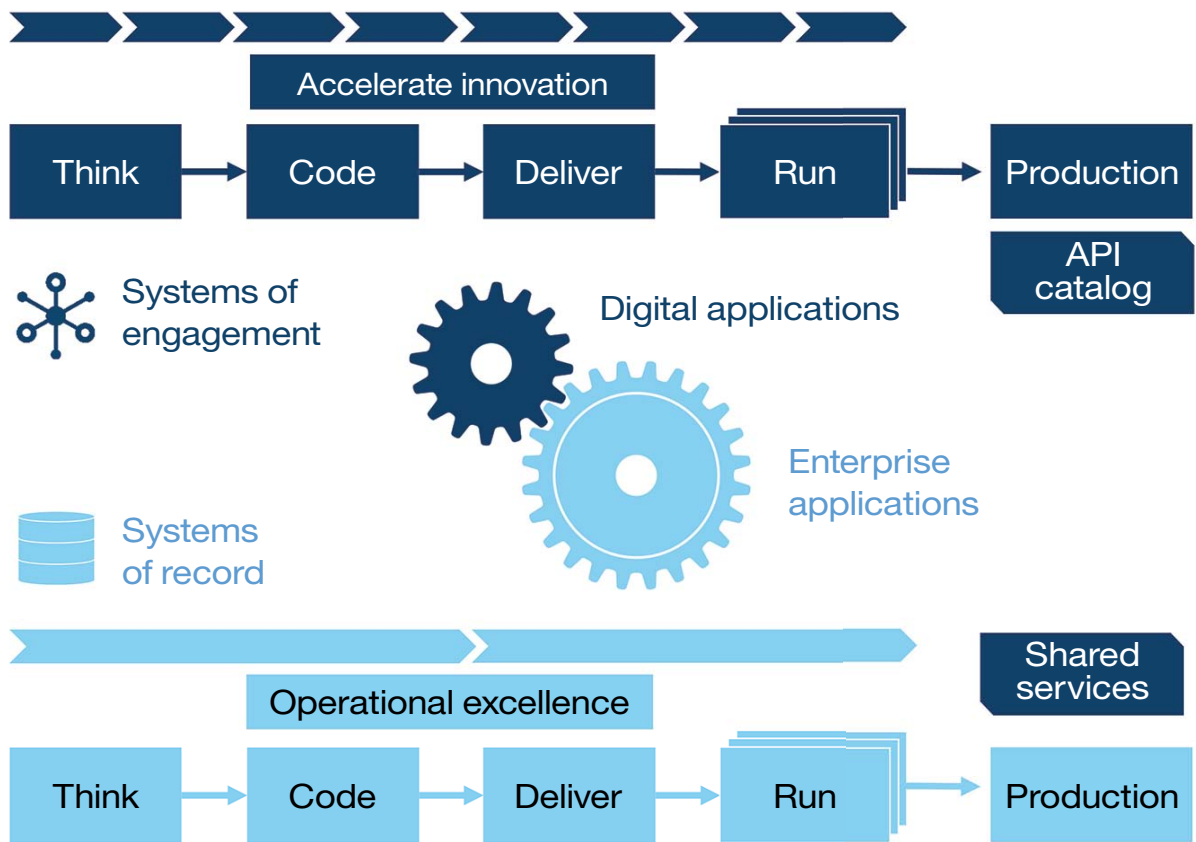 Accelerate innovation
Think
Code
Deliver
Run
Production
API
catalog
Systems of
engagement
Digital applications
Enterprise
applications
Systems
of record
Shared
services
Operational excellence
Think
Code
Deliver
Run
Production